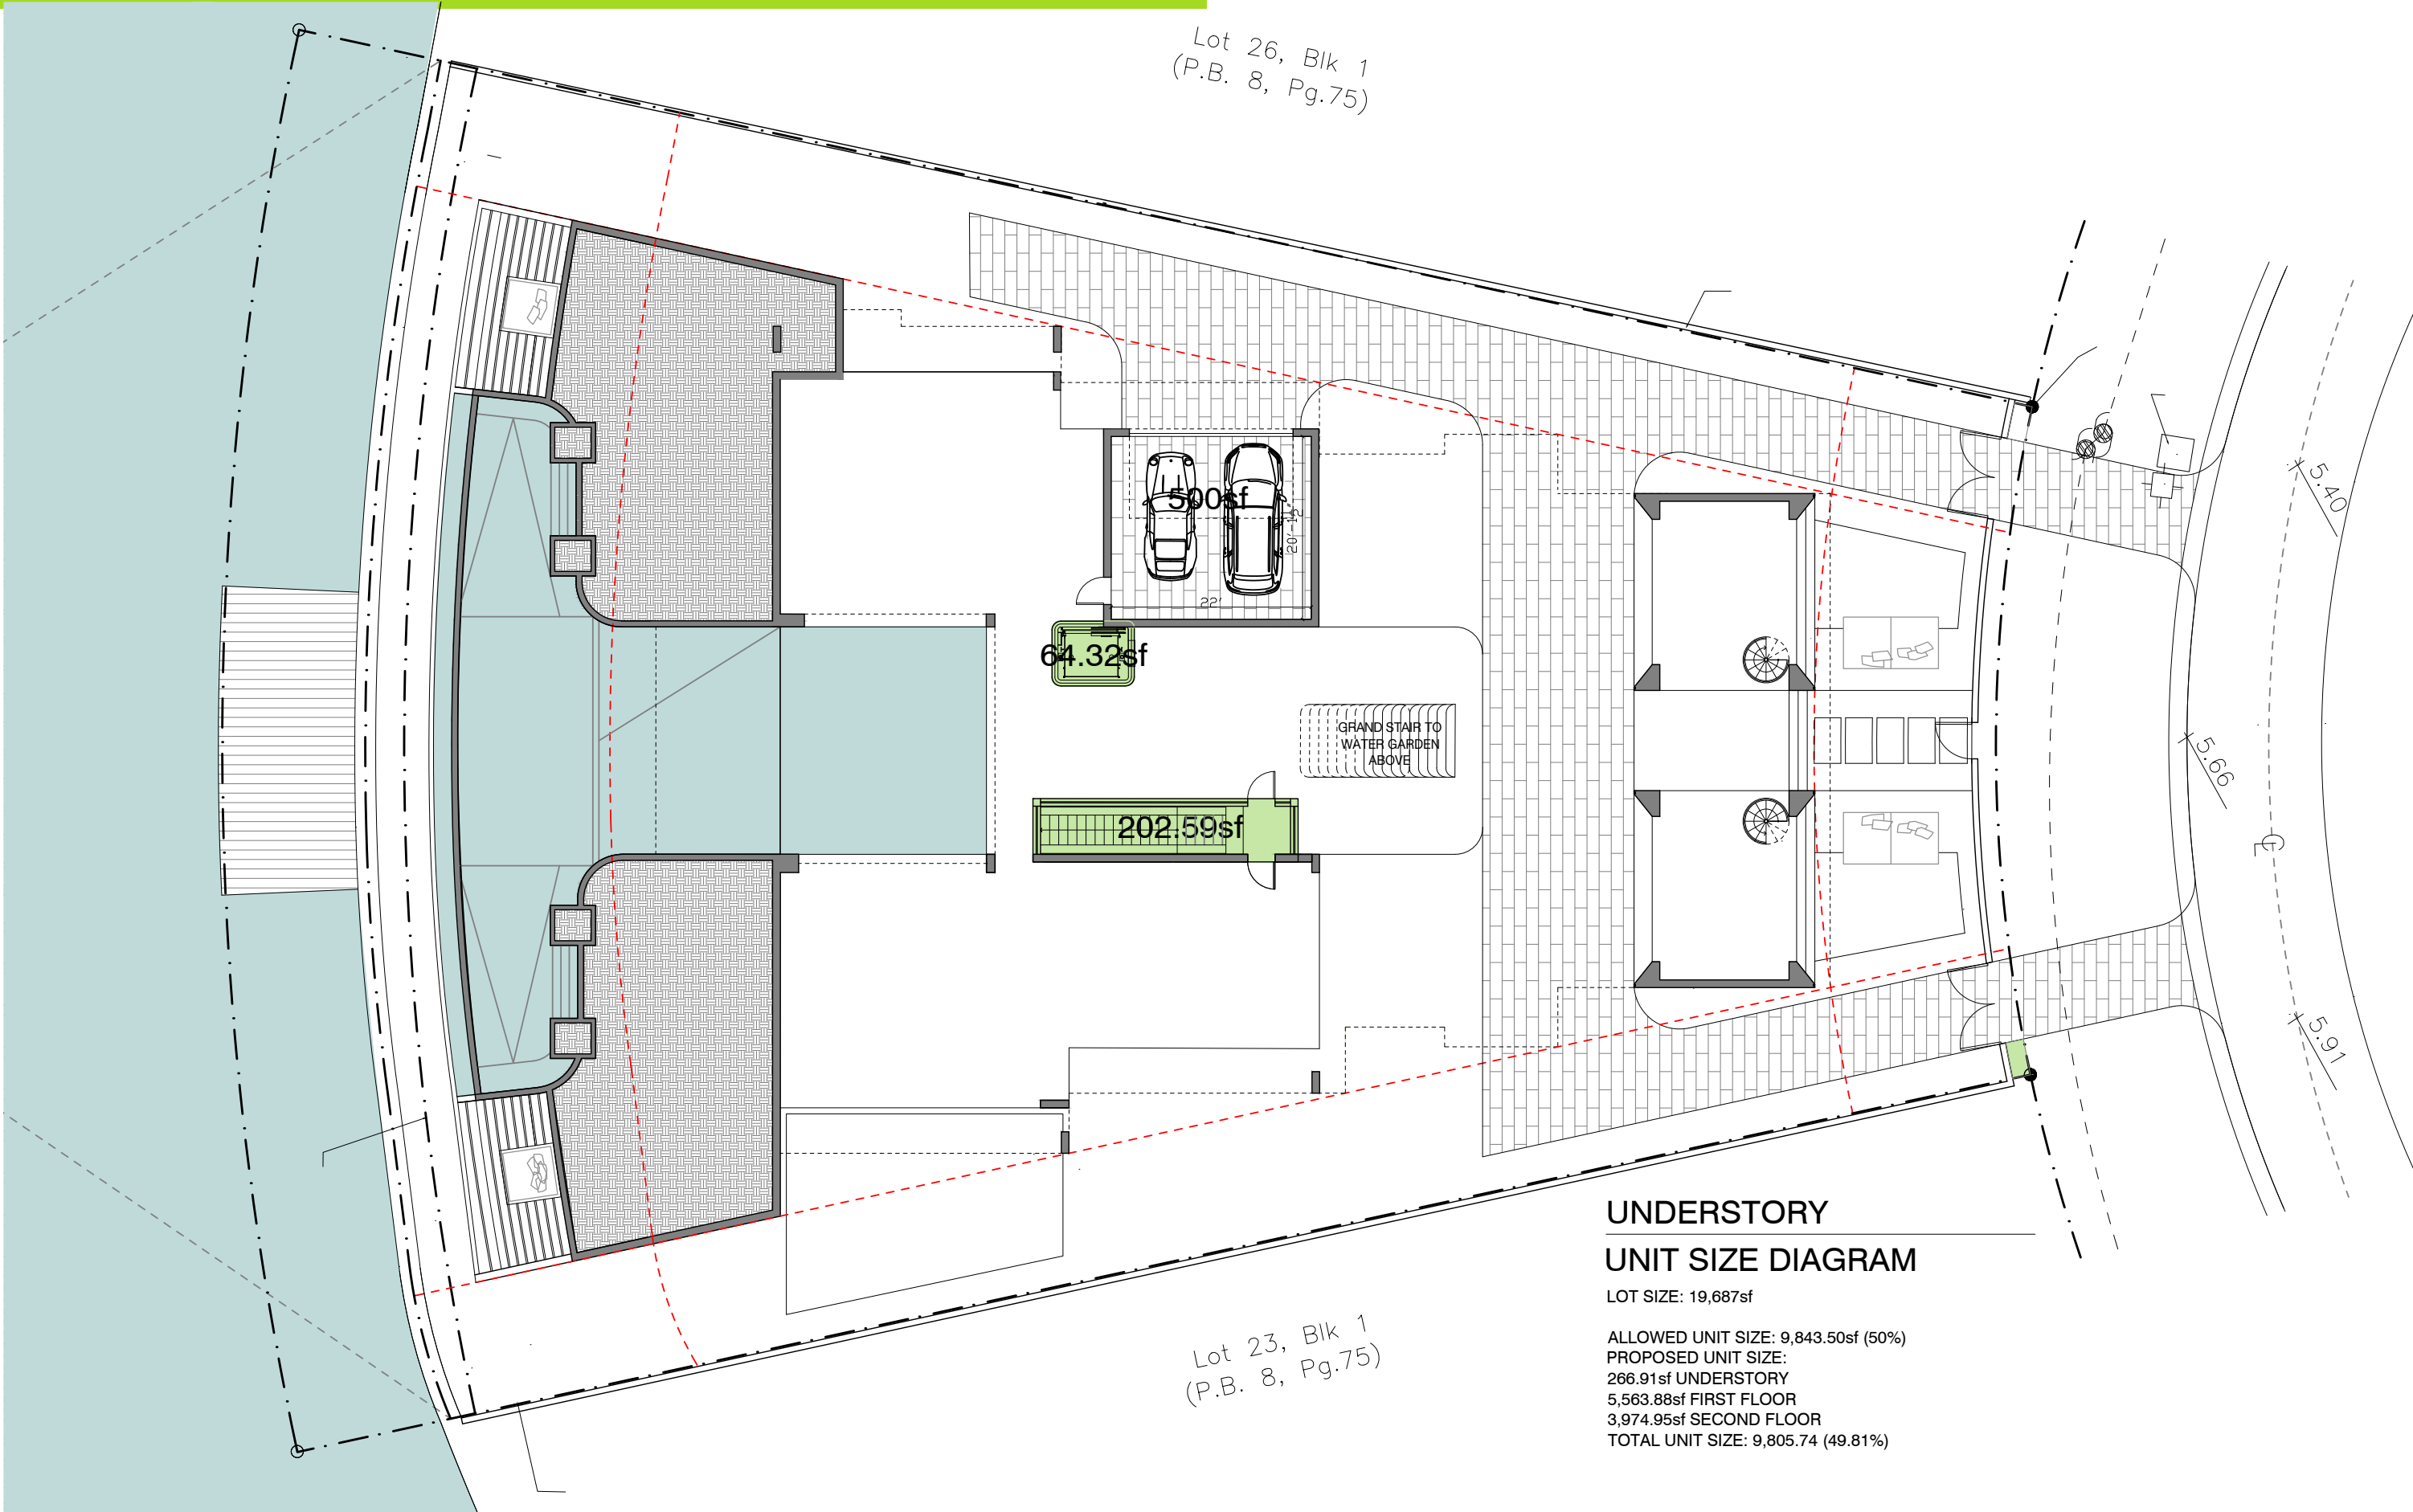 Lot 26, Blk 1
(P.B. 8, Pg.75)
5.40
500sf
20'-12"
22'
64.32sf
GRAND STAIR TO
WATER GARDEN
ABOVE
5.66
202.59sf
5.91
UNDERSTORY
UNIT SIZE DIAGRAM
LOT SIZE: 19,687sf
ALLOWED UNIT SIZE: 9,843.50sf (50%)
PROPOSED UNIT SIZE:
266.91sf UNDERSTORY
5,563.88sf FIRST FLOOR
3,974.95sf SECOND FLOOR
TOTAL UNIT SIZE: 9,805.74 (49.81%)
Lot 23, Blk 1
(P.B. 8, Pg.75)